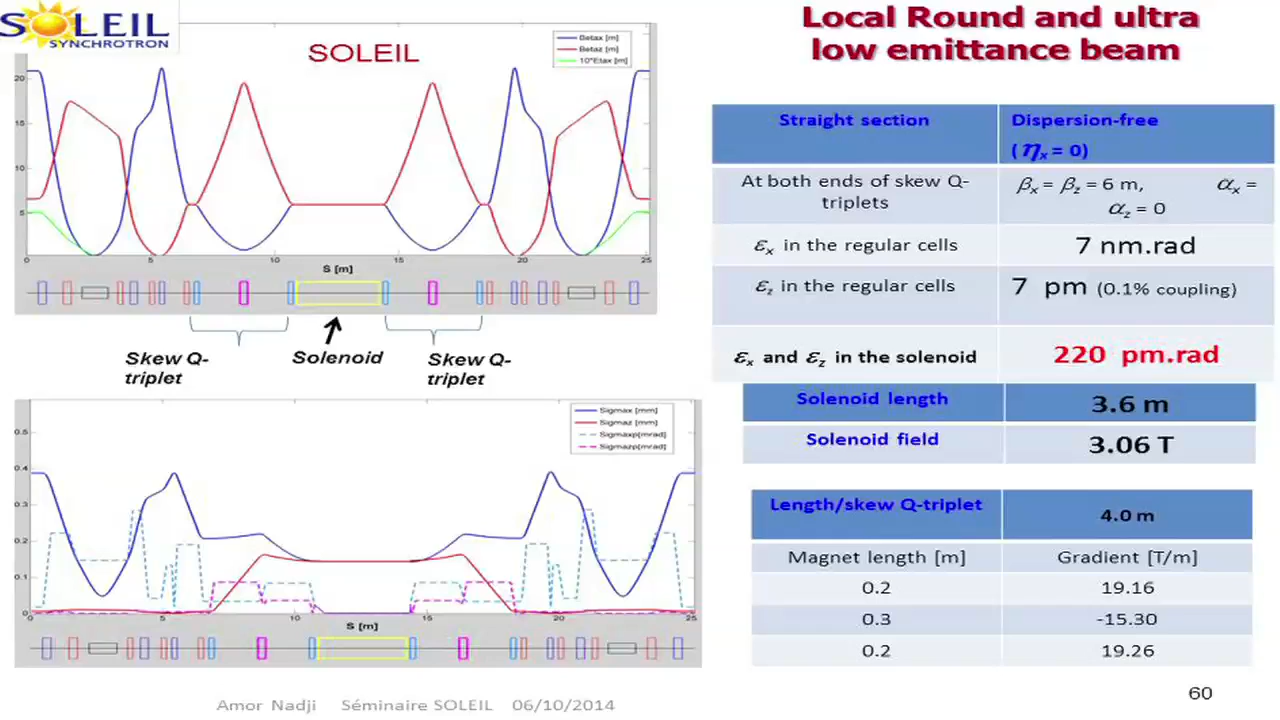 SOLEIL
SYNCHROTRON
Local Round and ultra
low emittance beam
SOLEIL
Betax [m]
Betaz [m]
10*Etax [m]
20
15
10
5
0 5 10 15 20 25
S [m]
Skew Q-
triplet
Solenoid
Skew Q-
triplet
Sigmax [mm]
Sigmaz [mm]
Sigmaxp[mrad]
Sigmazp[mrad]
0.5
0.4
0.3
0.2
0.1
0
0 5 10 15 20 25
S [m]
Straight section Dispersion-free
(ηx = 0)
At both ends of skew Q-
triplets
βx = βz = 6 m, αx =
αz = 0
εx in the regular cells 7 nm.rad
εz in the regular cells 7 pm (0.1% coupling)
εx and εz in the solenoid 220 pm.rad
Solenoid length 3.6 m
Solenoid field 3.06 T
Length/skew Q-triplet 4.0 m
Magnet length [m] Gradient [T/m]
0.2 19.16
0.3 -15.30
0.2 19.26
Amor Nadji Séminaire SOLEIL 06/10/2014
60